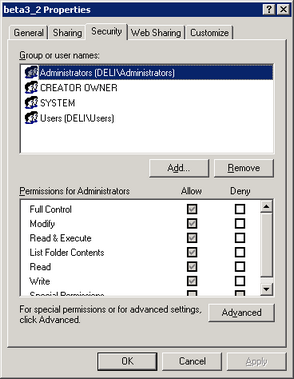 beta3_2 Properties
General Sharing Security Web Sharing Customize
Group or user names:
Administrators (DELI\Administrators)
CREATOR OWNER
SYSTEM
Users (DELI\Users)
Add... Remove
Permissions for Administrators Allow Deny
Full Control
Modify
Read & Execute
List Folder Contents
Read
Write
Special Permissions
For special permissions or for advanced settings,
click Advanced.
Advanced
OK Cancel Apply